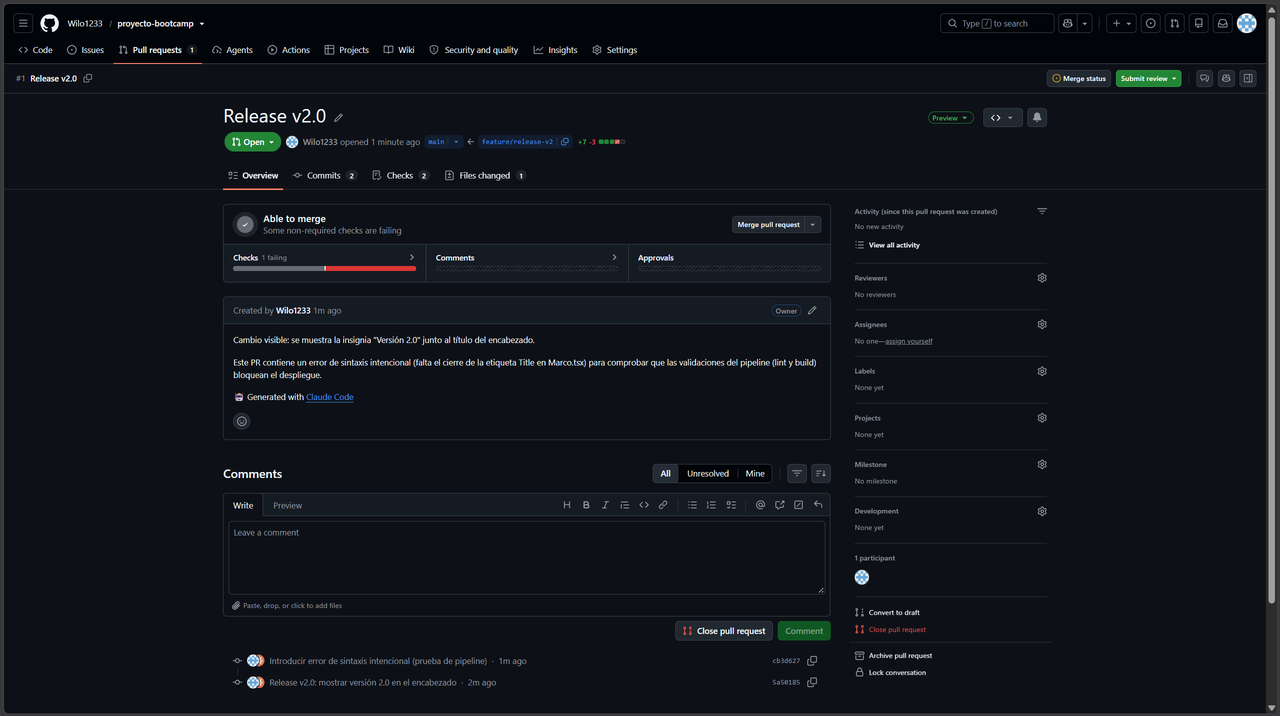 Wilo1233 / proyecto-bootcamp
Type / to search
Code
Issues
Pull requests 1
Agents
Actions
Projects
Wiki
Security and quality
Insights
Settings
#1 Release v2.0
Merge status
Submit review
Release v2.0
Preview
Open
Wilo1233 opened 1 minute ago
main
feature/release-v2
+7 -3
Overview
Commits 2
Checks 2
Files changed 1
Able to merge
Some non-required checks are failing
Merge pull request
Checks 1 failing
Comments
Approvals
Created by Wilo1233 1m ago
Owner
Cambio visible: se muestra la insignia "Versión 2.0" junto al título del encabezado.
Este PR contiene un error de sintaxis intencional (falta el cierre de la etiqueta Title en Marco.tsx) para comprobar que las validaciones del pipeline (lint y build)
bloquean el despliegue.
Generated with Claude Code
Comments
All
Unresolved
Mine
Write
Preview
Leave a comment
Paste, drop, or click to add files
Close pull request
Comment
Introducir error de sintaxis intencional (prueba de pipeline) · 1m ago
cb3d627
Release v2.0: mostrar versión 2.0 en el encabezado · 2m ago
5a50185
Activity (since this pull request was created)
No new activity
View all activity
Reviewers
No reviewers
Assignees
No one—assign yourself
Labels
None yet
Projects
None yet
Milestone
No milestone
Development
None yet
1 participant
Convert to draft
Close pull request
Archive pull request
Lock conversation